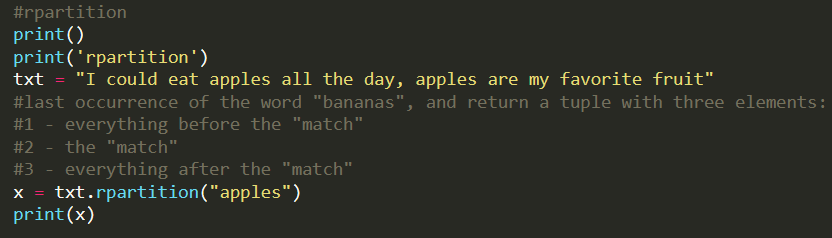 #rpartition
print()
print('rpartition')
txt = "I could eat apples all the day, apples are my favorite fruit"
#last occurrence of the word "bananas", and return a tuple with three elements:
#1 - everything before the "match"
#2 - the "match"
#3 - everything after the "match"
x = txt.rpartition("apples")
print(x)